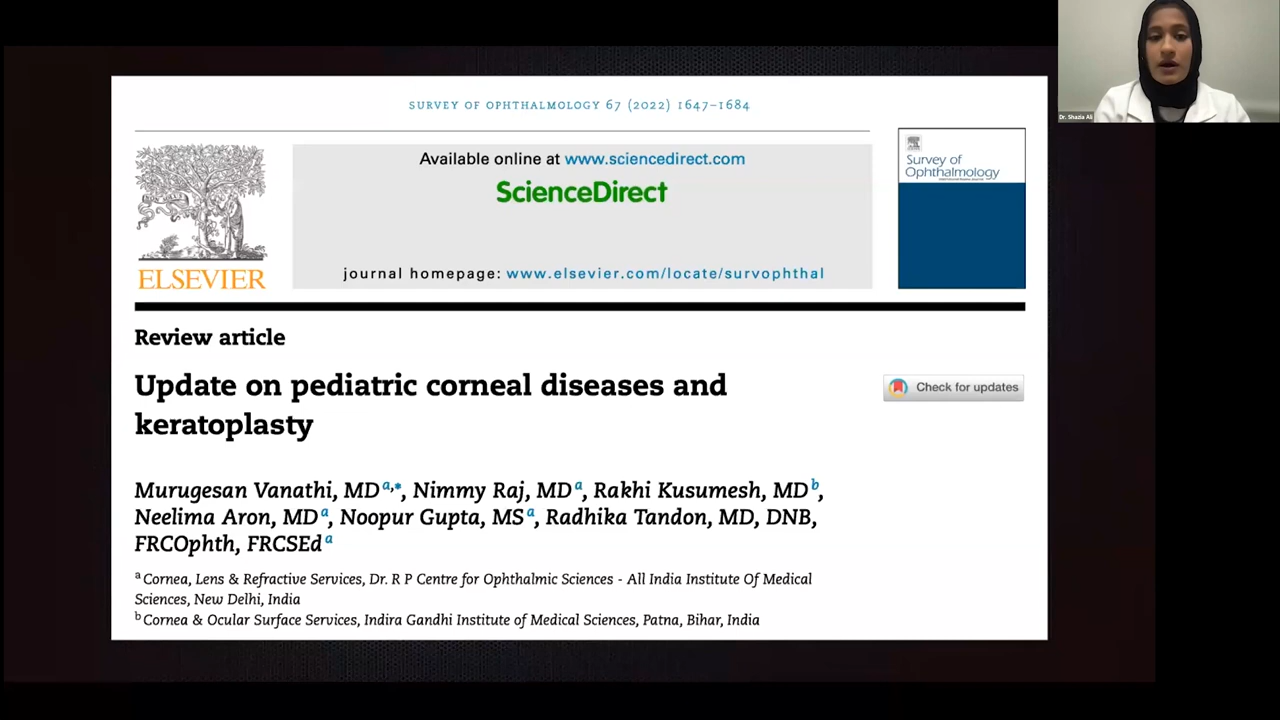 SURVEY OF OPHTHALMOLOGY 67 (2022) 1647–1684
Available online at www.sciencedirect.com
ScienceDirect
journal homepage: www.elsevier.com/locate/survophthal
ELSEVIER
Survey of
Ophthalmology
Review article
Update on pediatric corneal diseases and
keratoplasty
Check for updates
Murugesan Vanathi, MD a,*, Nimmy Raj, MD a, Rakhi Kusumesh, MD b,
Neelima Aron, MD a, Noopur Gupta, MS a, Radhika Tandon, MD, DNB,
FRCOphth, FRCSEd a
a Cornea, Lens & Refractive Services, Dr. R P Centre for Ophthalmic Sciences - All India Institute Of Medical
Sciences, New Delhi, India
b Cornea & Ocular Surface Services, Indira Gandhi Institute of Medical Sciences, Patna, Bihar, India
Dr. Shazia Ali